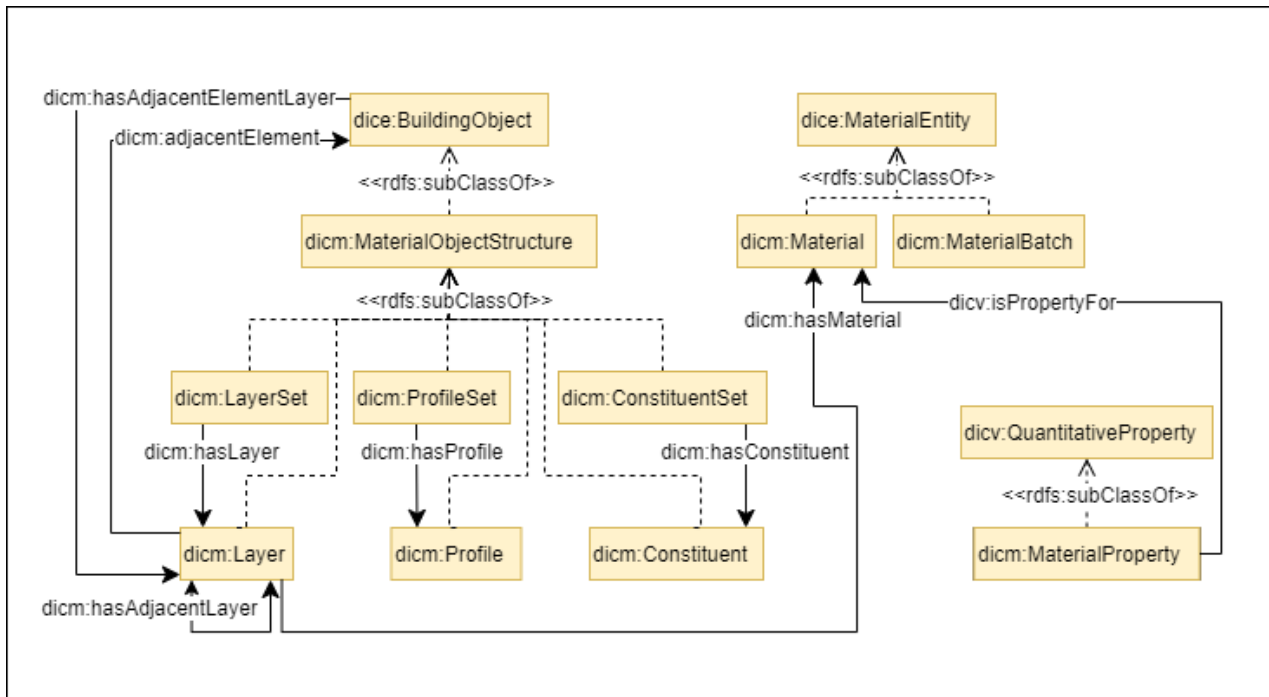 dicm:hasAdjacentElementLayer
dice:BuildingObject
dice:MaterialEntity
dicm:adjacentElement
<<rdfs:subClassOf>>
<<rdfs:subClassOf>>
dicm:MaterialObjectStructure
dicm:Material
dicm:MaterialBatch
<<rdfs:subClassOf>>
dicv:isPropertyFor
dicm:hasMaterial
dicm:LayerSet
dicm:ProfileSet
dicm:ConstituentSet
dicv:QuantitativeProperty
dicm:hasLayer
dicm:hasProfile
dicm:hasConstituent
<<rdfs:subClassOf>>
dicm:Layer
dicm:Profile
dicm:Constituent
dicm:MaterialProperty
dicm:hasAdjacentLayer